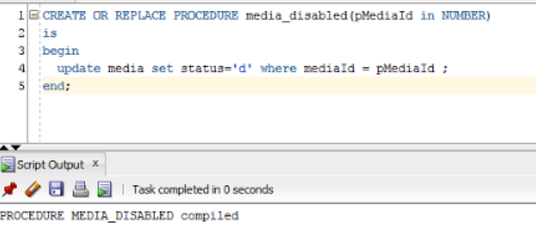 1 CREATE OR REPLACE PROCEDURE media_disabled(pMediaId in NUMBER)
2 is
3 begin
4 update media set status='d' where mediaId = pMediaId ;
5 end;
Script Output x
Task completed in 0 seconds
PROCEDURE MEDIA_DISABLED compiled